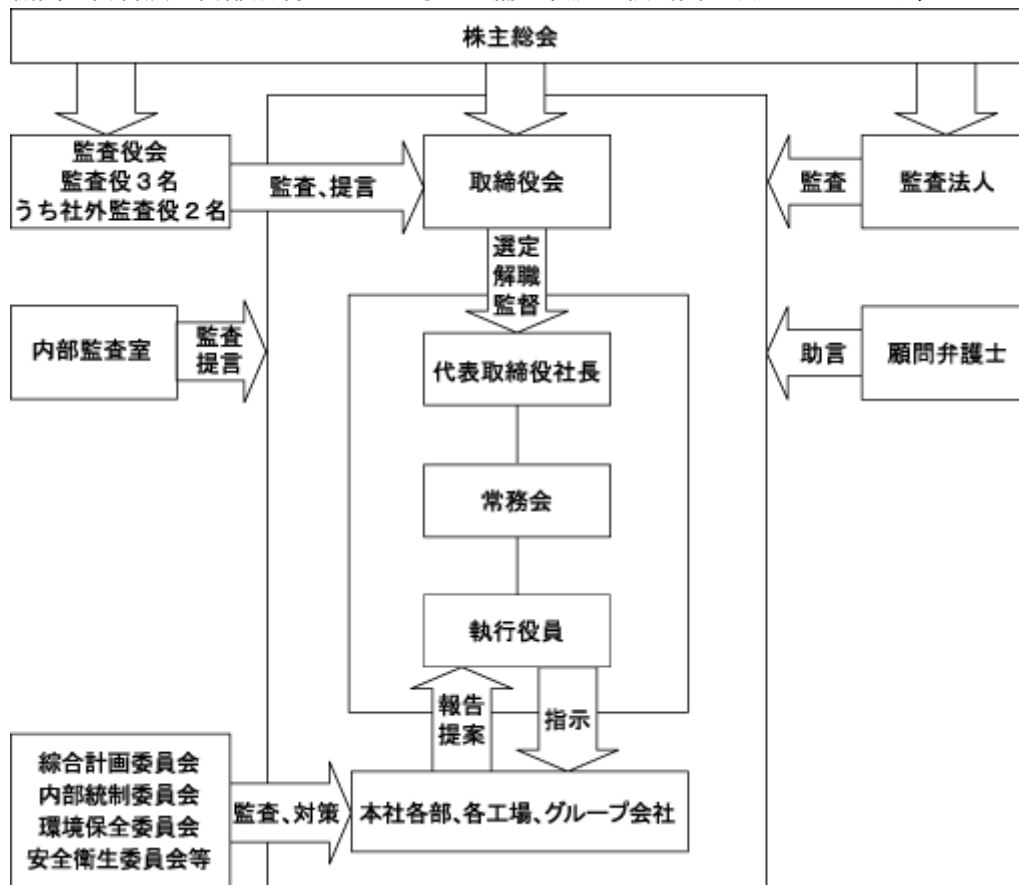 株主総会
監査役会
監査役3名
うち社外監査役2名
監査、提言
取締役会
監査
監査法人
選定
解職
監督
内部監査室
監査
提言
代表取締役社長
助言
顧問弁護士
常務会
執行役員
報告
提案
指示
綜合計画委員会
内部統制委員会
環境保全委員会
安全衛生委員会等
監査、対策
本社各部、各工場、グループ会社